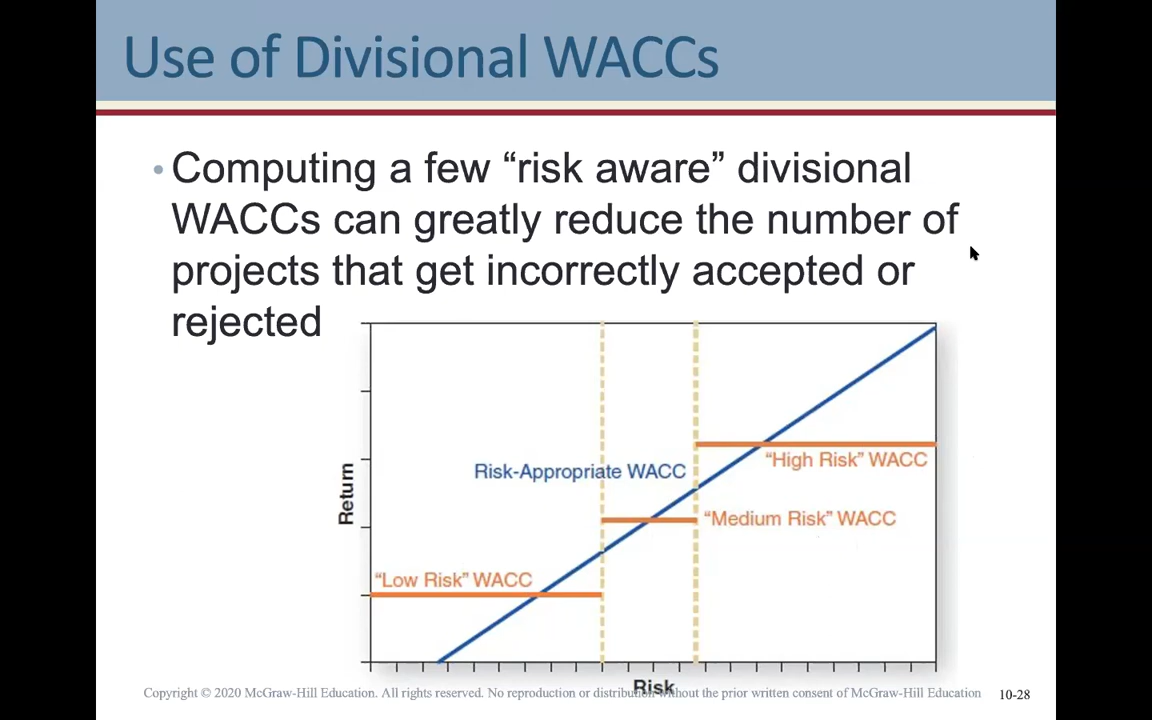 Use of Divisional WACCs
• Computing a few “risk aware” divisional
WACCs can greatly reduce the number of
projects that get incorrectly accepted or
rejected
Return
Risk-Appropriate WACC
“High Risk” WACC
“Medium Risk” WACC
“Low Risk” WACC
Risk
Copyright © 2020 McGraw-Hill Education. All rights reserved. No reproduction or distribution without the prior written consent of McGraw-Hill Education
10-28